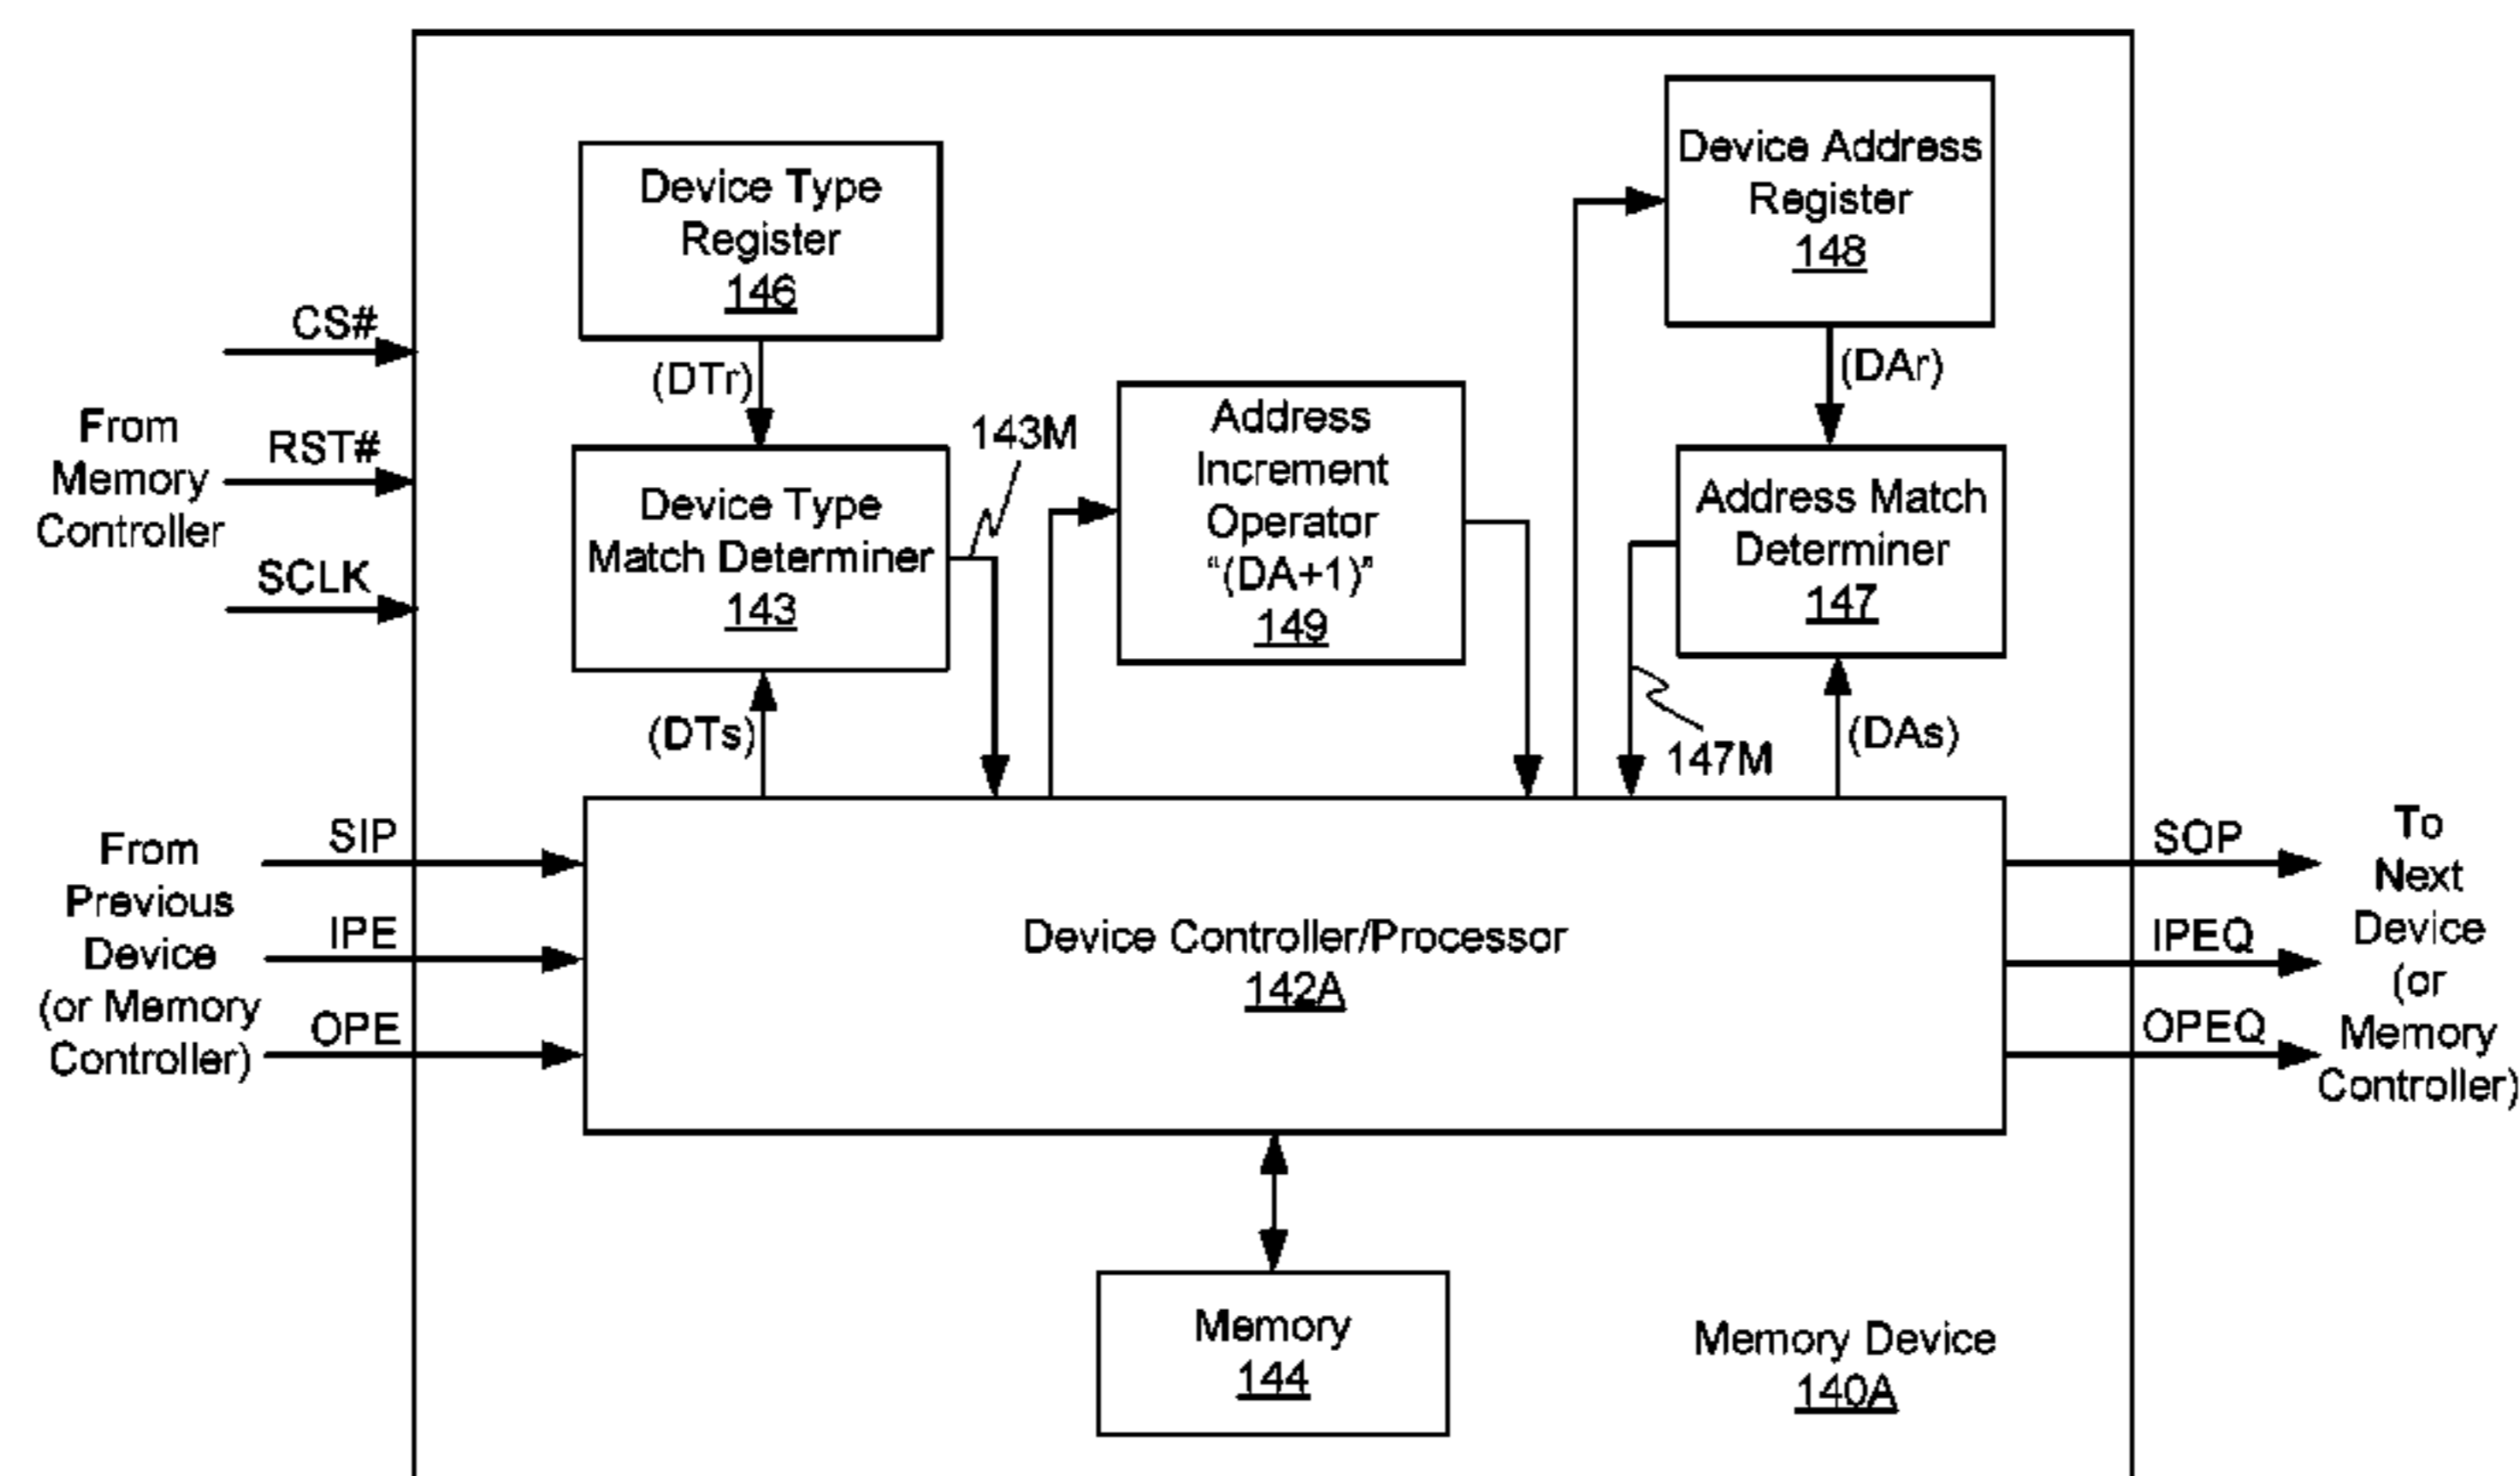 Device Type
Register
146
Device Address
Register
148
CS#
(DTr)
(DAr)
From
Memory
Controller
RST#
143M
Address
Increment
Operator
“(DA+1)”
149
Device Type
Match Determiner
143
Address Match
Determiner
147
SCLK
(DTs)
147M
(DAs)
From
Previous
Device
(or Memory
Controller)
SIP
IPE
OPE
Device Controller/Processor
142A
SOP
IPEQ
OPEQ
To
Next
Device
(or
Memory
Controller)
Memory
144
Memory Device
140A